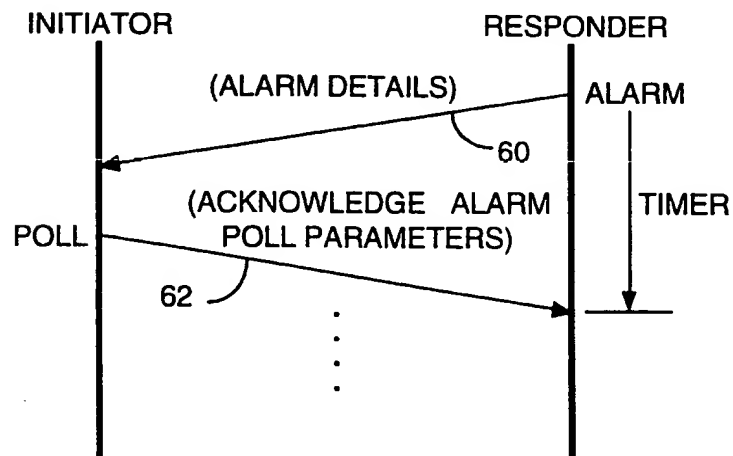 INITIATOR
RESPONDER
(ALARM DETAILS)
ALARM
60
(ACKNOWLEDGE ALARM
TIMER
POLL
POLL PARAMETERS)
62